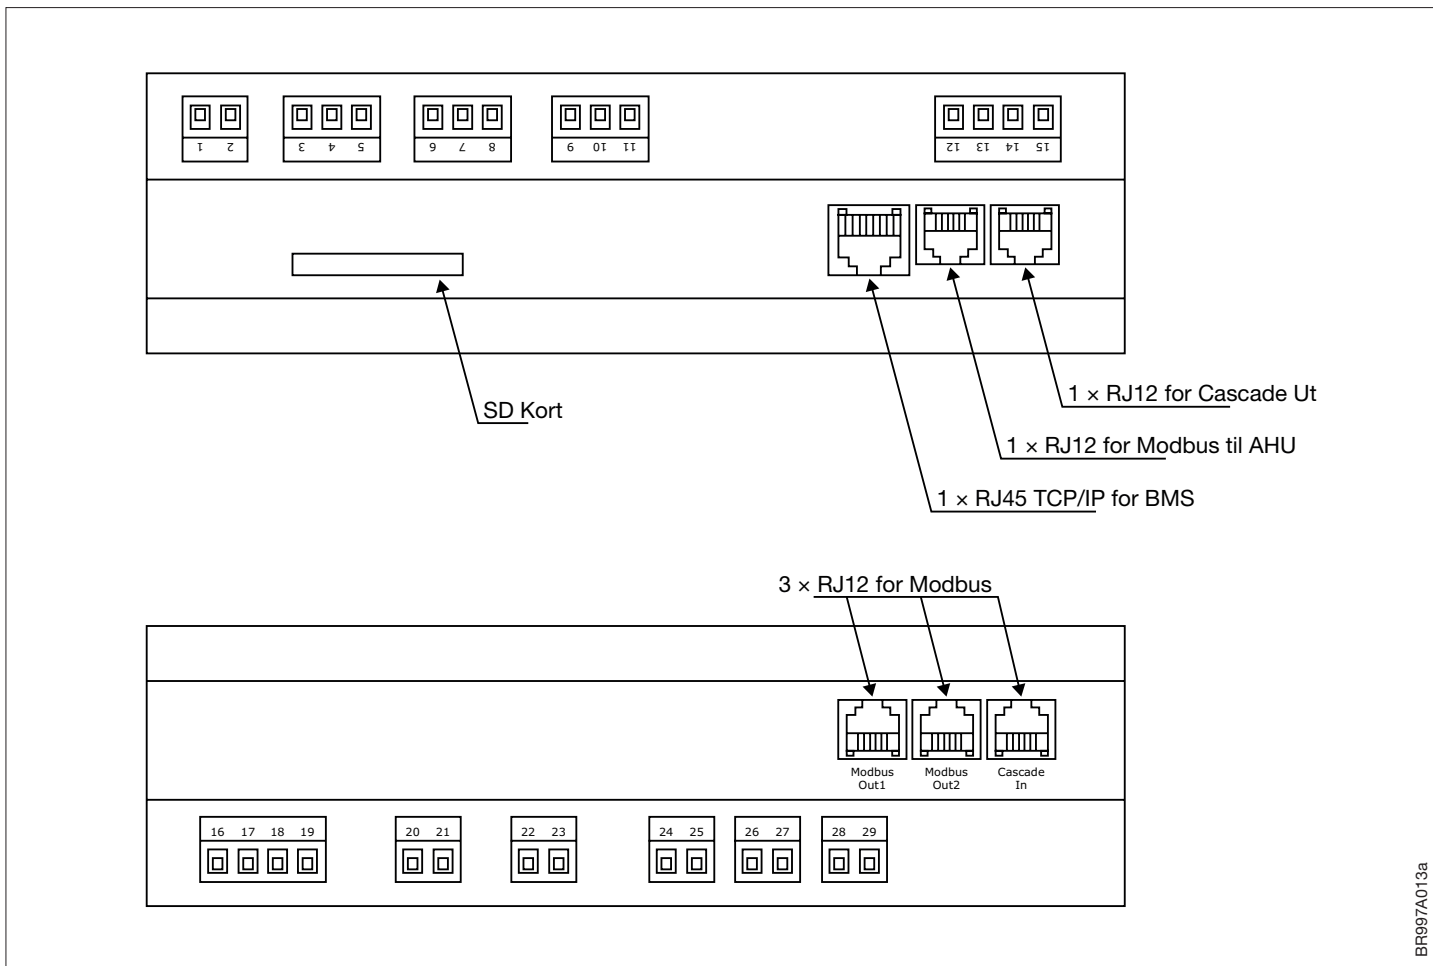 1 2 3 4 5 6 7 8 9 10 11 12 13 14 15
SD Kort
1 × RJ12 for Cascade Ut
1 × RJ12 for Modbus til AHU
1 × RJ45 TCP/IP for BMS
3 × RJ12 for Modbus
Modbus
Out1
Modbus
Out2
Cascade
In
16 17 18 19 20 21 22 23 24 25 26 27 28 29
BR997A013a